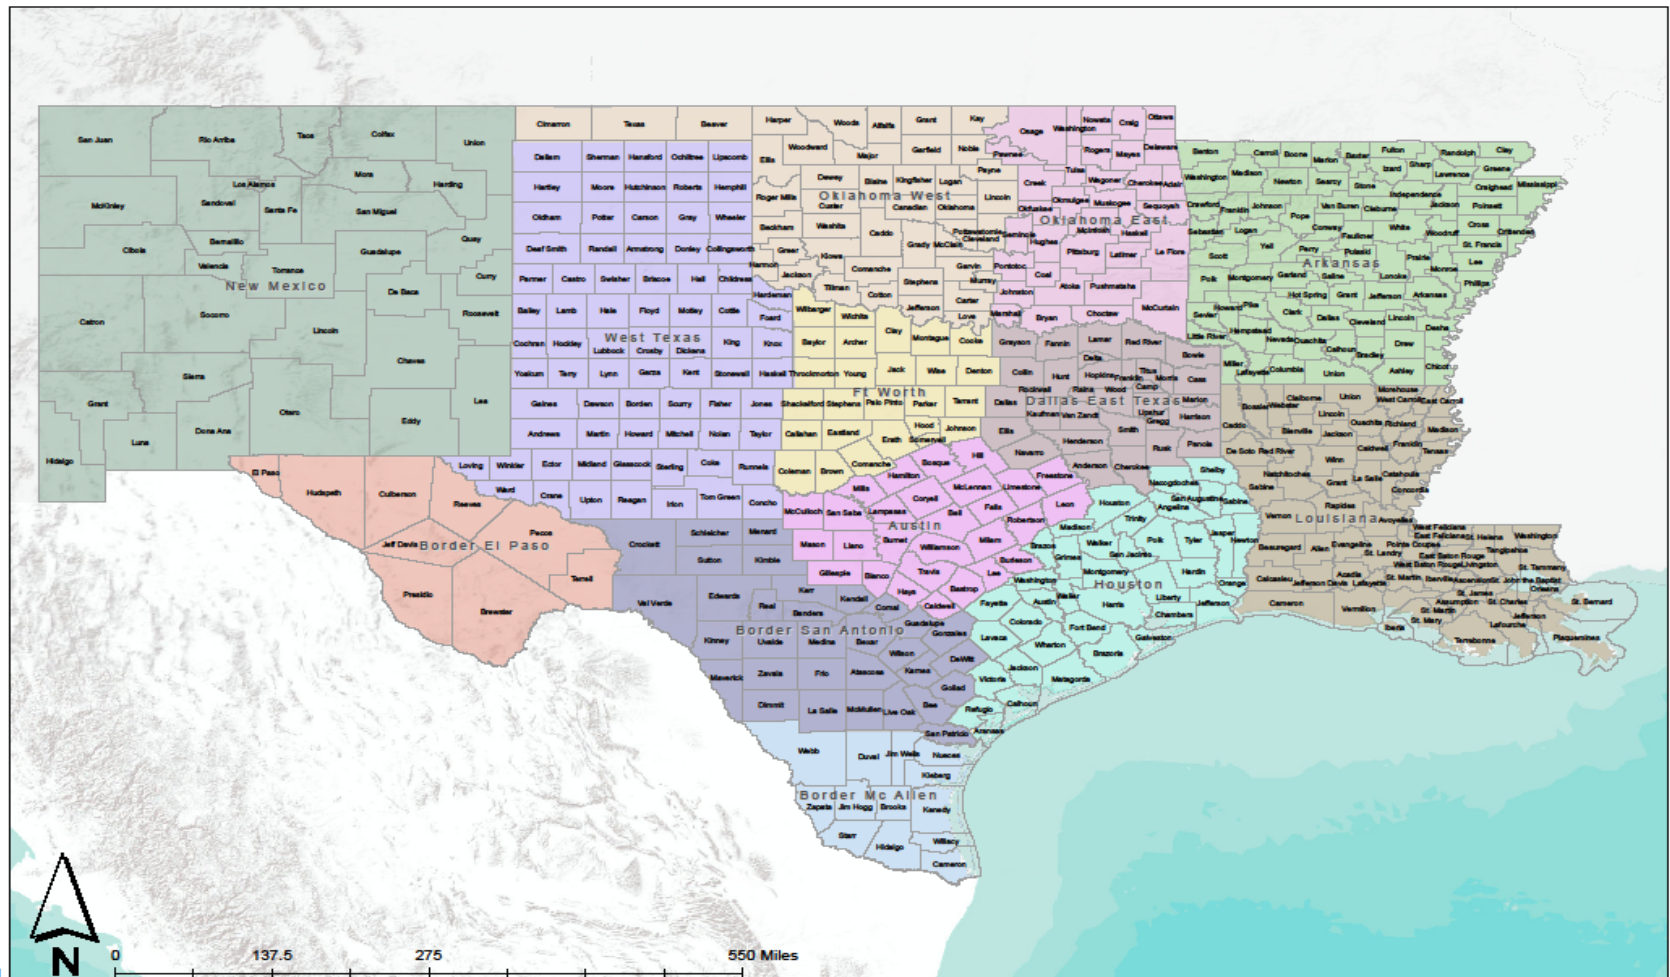 San Juan
Rio Arriba
Taos
Colfax
Union
Mora
Harding
Los Alamos
McKinley
Sandoval
Santa Fe
San Miguel
Quay
Cibola
Bernalillo
Guadalupe
Valencia
Torrance
Curry
New Mexico
De Baca
Catron
Socorro
Lincoln
Roosevelt
Chaves
Sierra
Grant
Otero
Lea
Eddy
Dona Ana
Luna
Hidalgo
Cimarron Texas Beaver Harper Woods Alfalfa Grant Kay
Ellis Woodward Major Garfield Noble
Dewey Blaine Kingfisher Logan Payne
Roger Mills Oklahoma West Lincoln
Custer Canadian Oklahoma
Beckham Washita Caddo Grady McClain Cleveland Pottawatomie
Greer Kiowa Harmon Jackson Comanche Garvin
Tillman Cotton Stephens Murray
Jefferson Carter Love
Osage Washington Nowata Craig Ottawa
Pawnee Rogers Mayes Delaware
Tulsa Creek Wagoner Cherokee Adair
Okfuskee Okmulgee Muskogee Sequoyah
Oklahoma East
Seminole McIntosh Haskell
Hughes Pittsburg Latimer Le Flore
Pontotoc Coal Atoka Pushmataha
Johnston Marshall Bryan Choctaw McCurtain
Dallam Sherman Hansford Ochiltree Lipscomb
Hartley Moore Hutchinson Roberts Hemphill
Oldham Potter Carson Gray Wheeler
Deaf Smith Randall Armstrong Donley Collingsworth
Parmer Castro Swisher Briscoe Hall Childress
Hardeman
Bailey Lamb Hale Floyd Motley Cottle Foard
West Texas
Cochran Hockley Lubbock Crosby Dickens King Knox
Yoakum Terry Lynn Garza Kent Stonewall Haskell
Gaines Dawson Borden Scurry Fisher Jones
Andrews Martin Howard Mitchell Nolan Taylor
Loving Winkler Ector Midland Glasscock Sterling Coke Runnels
Ward Crane Upton Reagan Irion Tom Green Concho
Wilbarger Wichita Clay Montague Cooke
Baylor Archer
Throckmorton Young Jack Wise Denton
Ft Worth
Shackelford Stephens Palo Pinto Parker Tarrant
Callahan Eastland Erath Hood Somervell Johnson
Coleman Brown Comanche
Grayson Fannin Lamar Red River Bowie
Delta
Collin Hunt Hopkins Franklin Titus Morris Cass
Rockwall Rains Wood Camp
Dallas East Texas
Dallas Kaufman Van Zandt Upshur Marion
Gregg Harrison
Ellis Smith
Navarro Henderson Rusk Panola
Anderson Cherokee
Benton Carroll Boone Marion Baxter Fulton Randolph Clay
Izard Sharp Lawrence Greene
Washington Madison Newton Searcy Stone Independence Craighead Mississippi
Crawford Franklin Johnson Pope Van Buren Cleburne Jackson Poinsett
Sebastian Logan Conway Faulkner White Woodruff Cross Crittenden
Scott Yell Perry Pulaski St. Francis
Arkansas
Prairie Lee
Polk Montgomery Garland Saline Lonoke Monroe Phillips
Howard Pike Hot Spring Grant Jefferson Arkansas
Sevier Clark Dallas Cleveland Lincoln Desha
Little River Hempstead Nevada Ouachita Calhoun Bradley Drew
Miller Lafayette Columbia Union Ashley Chicot
El Paso
Hudspeth Culberson Reeves
Pecos
Jeff Davis
Border El Paso
Presidio Brewster Terrell
Bosque Hill
Hamilton McLennan Limestone Freestone
Mills Coryell Leon
McCulloch San Saba Lampasas Bell Falls
Austin
Robertson
Mason Llano Burnet Williamson Milam
Gillespie Blanco Travis Lee Burleson
Hays Bastrop
Caldwell
Crockett Schleicher Menard
Sutton Kimble
Val Verde Edwards Real Kerr Kendall Comal
Bandera Guadalupe
Border San Antonio
Gonzales
Kinney Uvalde Medina Bexar Wilson
Maverick Zavala Frio Atascosa Karnes DeWitt
Goliad
Dimmit La Salle McMullen Live Oak Bee
San Patricio
Shelby
Nacogdoches
Houston San Augustine Sabine
Angelina
Madison Trinity
Brazos Walker Polk Tyler Jasper Newton
Grimes San Jacinto
Montgomery Hardin
Washington Houston Orange
Fayette Austin Waller Harris Liberty Jefferson
Colorado Fort Bend Chambers
Lavaca Wharton Galveston
Brazoria
Jackson
Victoria Matagorda
Refugio Calhoun
Aransas
Webb Duval Jim Wells Nueces
Kleberg
Border Mc Allen
Zapata Jim Hogg Brooks Kenedy
Starr Hidalgo Willacy
Cameron
Bossier Webster Claiborne Union Morehouse
West Carroll East Carroll
Caddo Lincoln Ouachita Richland Madison
Bienville Jackson Franklin
De Soto Red River Caldwell Tensas
Winn
Natchitoches Grant La Salle Catahoula
Sabine Concordia
Vernon Rapides Avoyelles
Louisiana
West Feliciana
East Feliciana St. Helena Washington
Beauregard Allen Evangeline St. Landry Pointe Coupee East Baton Rouge Tangipahoa
West Baton Rouge Livingston St. Tammany
Calcasieu Jefferson Davis Acadia Lafayette St. Martin Iberville Ascension St. John the Baptist
Orleans
Cameron Vermilion St. James
Assumption St. Charles St. Bernard
St. Martin
Iberia St. Mary Lafourche Jefferson
Terrebonne Plaquemines
N
0 137.5 275 550 Miles